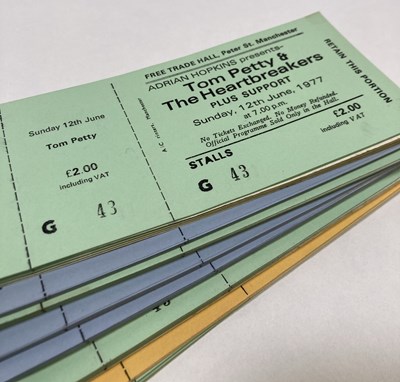 Sunday 12th June
Tom Petty
£2.00
including VAT
G 43
FREE TRADE HALL, Peter St. Manchester
ADRIAN HOPKINS presents-
Tom Petty &
The Heartbreakers
PLUS SUPPORT
Sunday, 12th June, 1977
at 7.00 p.m.
No Tickets Exchanged. No Money Refunded.
Official Programme Sold Only in the Hall.
STALLS
£2.00
including VAT
G 43
RETAIN THIS PORTION